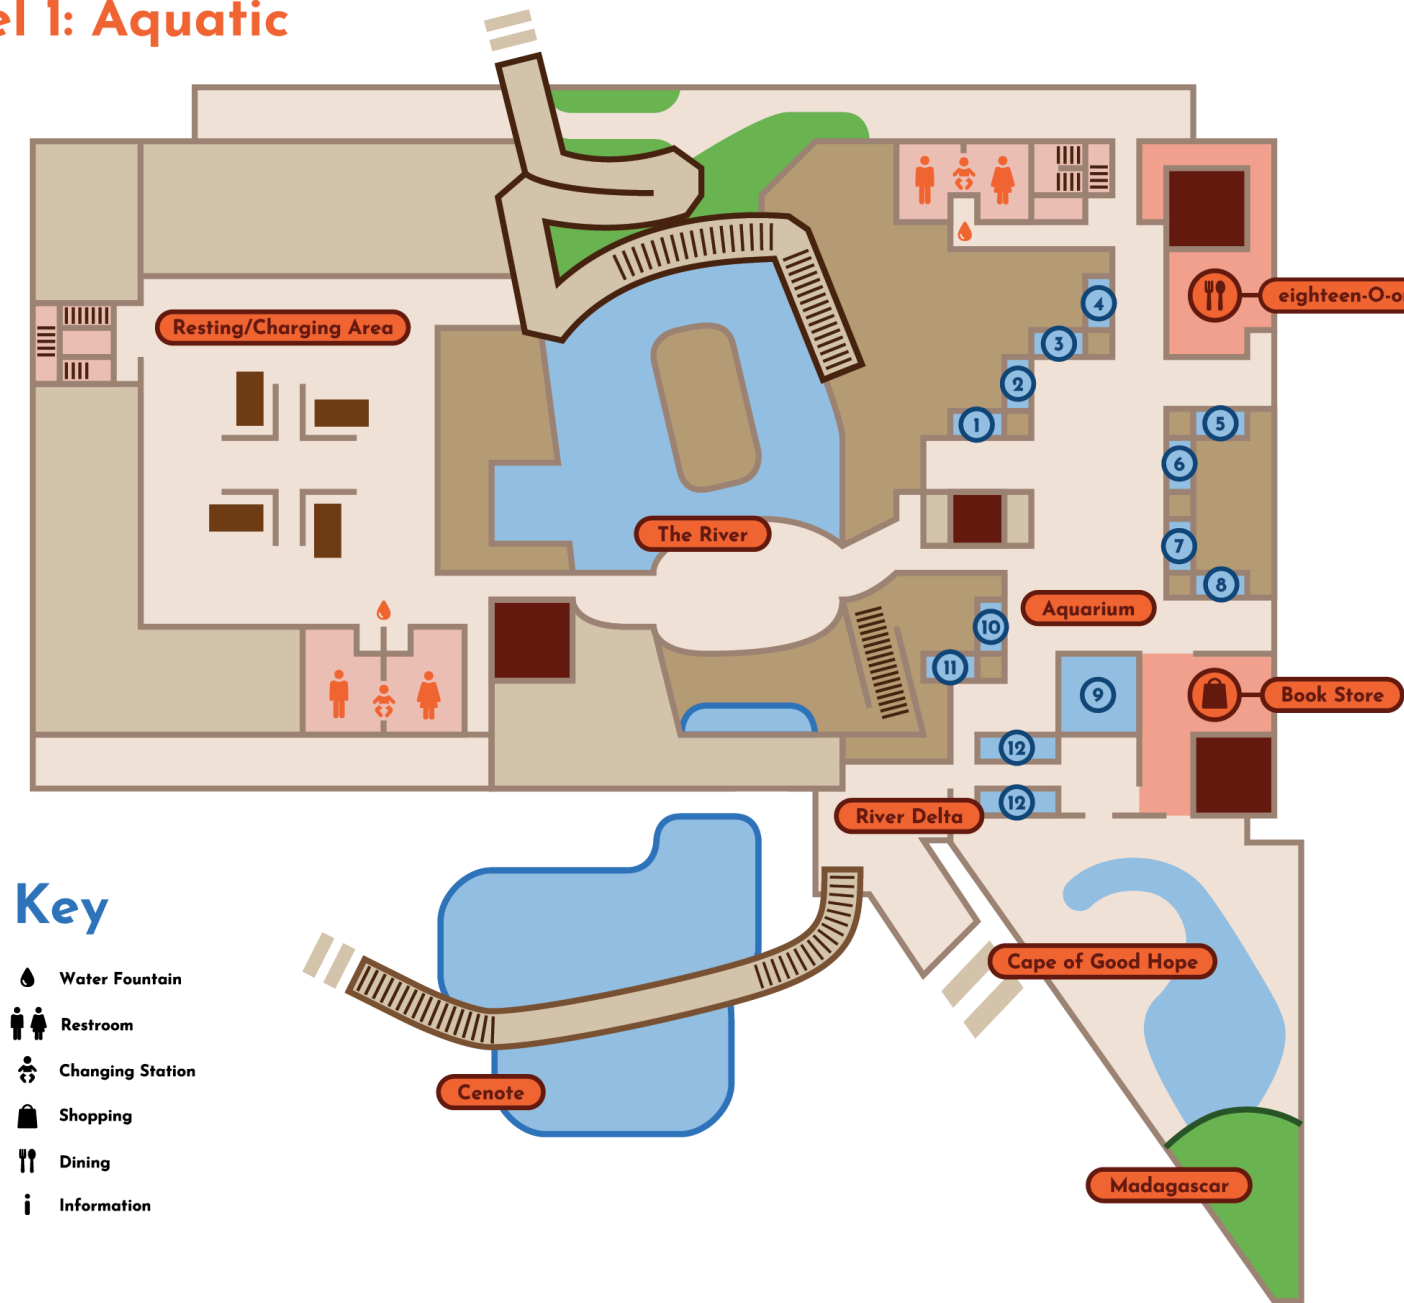 el 1: Aquatic
4
Resting/Charging Area
eighteen-O-o
3
2
1
5
6
The River
7
8
Aquarium
10
11
9
Book Store
12
12
River Delta
Key
Cape of Good Hope
Water Fountain
Restroom
Changing Station
Cenote
Shopping
Dining
Madagascar
Information